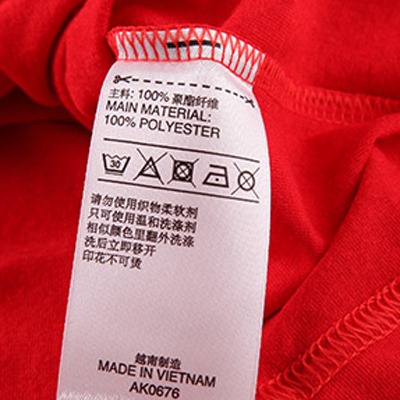 主料: 100% 聚酯纤维
MAIN MATERIAL:
100% POLYESTER
30
请勿使用织物柔软剂
只可使用温和洗涤剂
相似颜色里翻外洗涤
洗后立即移开
印花不可烫
越南制造
MADE IN VIETNAM
AK0676